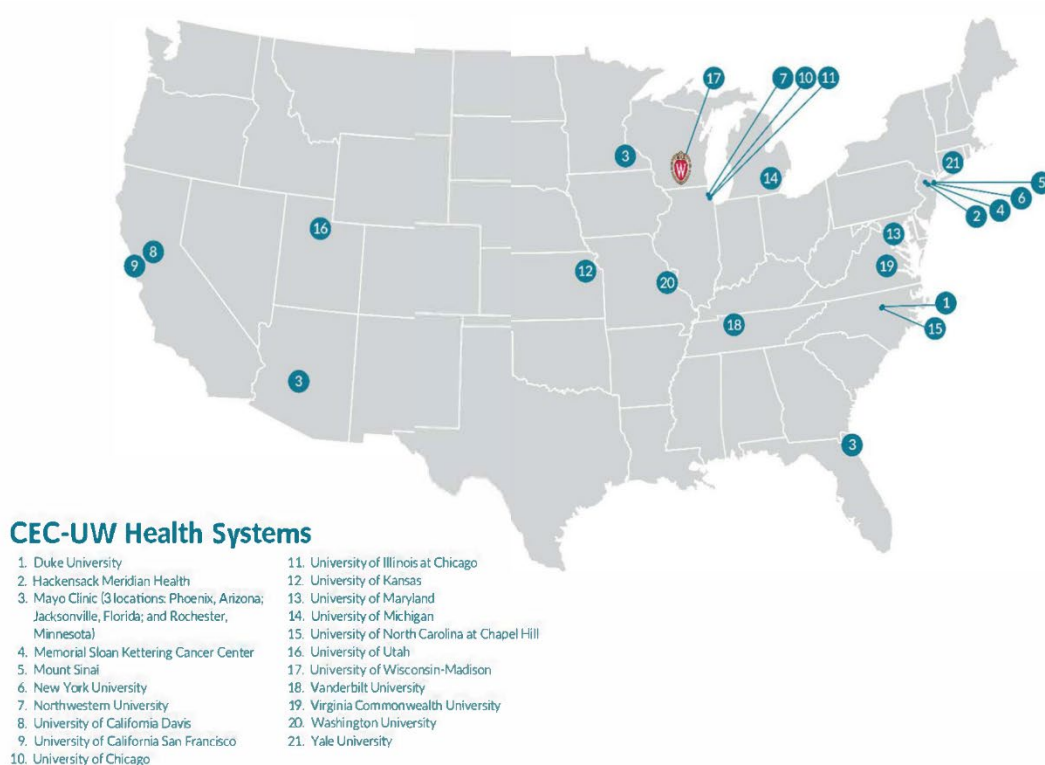 17
7
10
11
3
W
14
21
5
6
4
2
16
13
8
9
12
19
20
18
1
15
3
3
CEC-UW Health Systems
1. Duke University
2. Hackensack Meridian Health
3. Mayo Clinic (3 locations: Phoenix, Arizona;
Jacksonville, Florida; and Rochester,
Minnesota)
4. Memorial Sloan Kettering Cancer Center
5. Mount Sinai
6. New York University
7. Northwestern University
8. University of California Davis
9. University of California San Francisco
10. University of Chicago
11. University of Illinois at Chicago
12. University of Kansas
13. University of Maryland
14. University of Michigan
15. University of North Carolina at Chapel Hill
16. University of Utah
17. University of Wisconsin-Madison
18. Vanderbilt University
19. Virginia Commonwealth University
20. Washington University
21. Yale University